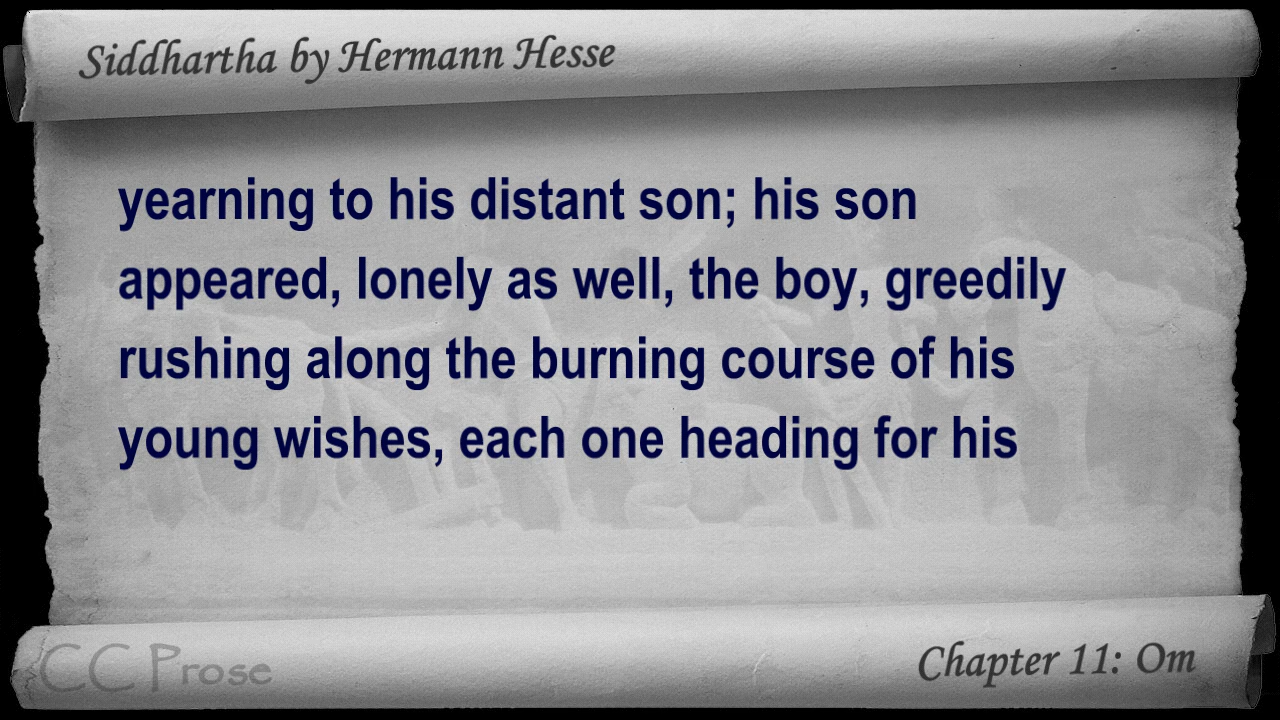 Siddhartha by Hermann Hesse
yearning to his distant son; his son
appeared, lonely as well, the boy, greedily
rushing along the burning course of his
young wishes, each one heading for his
CC Prose
Chapter 11: Om